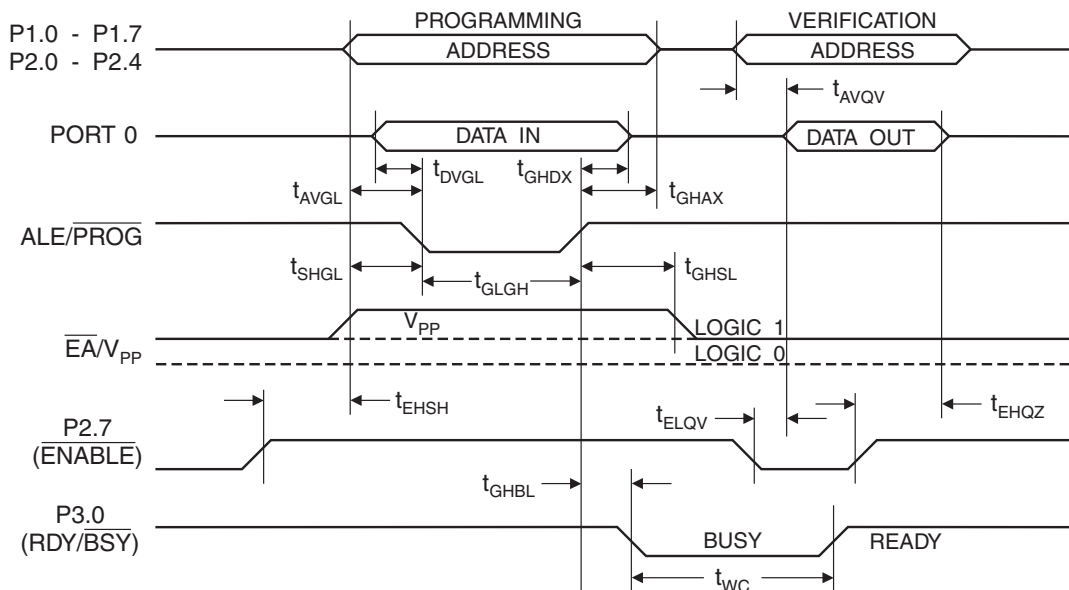 PROGRAMMING
VERIFICATION
P1.0 - P1.7
P2.0 - P2.4
ADDRESS
ADDRESS
tAVQV
PORT 0
DATA IN
DATA OUT
tDVGL
tGHDX
tAVGL
tGHAX
ALE/PROG
tSHGL
tGLGH
tGHSL
VPP
LOGIC 1
EA/VPP
LOGIC 0
tEHSH
tELQV
tEHQZ
P2.7
(ENABLE)
tGHBL
P3.0
(RDY/BSY)
BUSY
READY
tWC